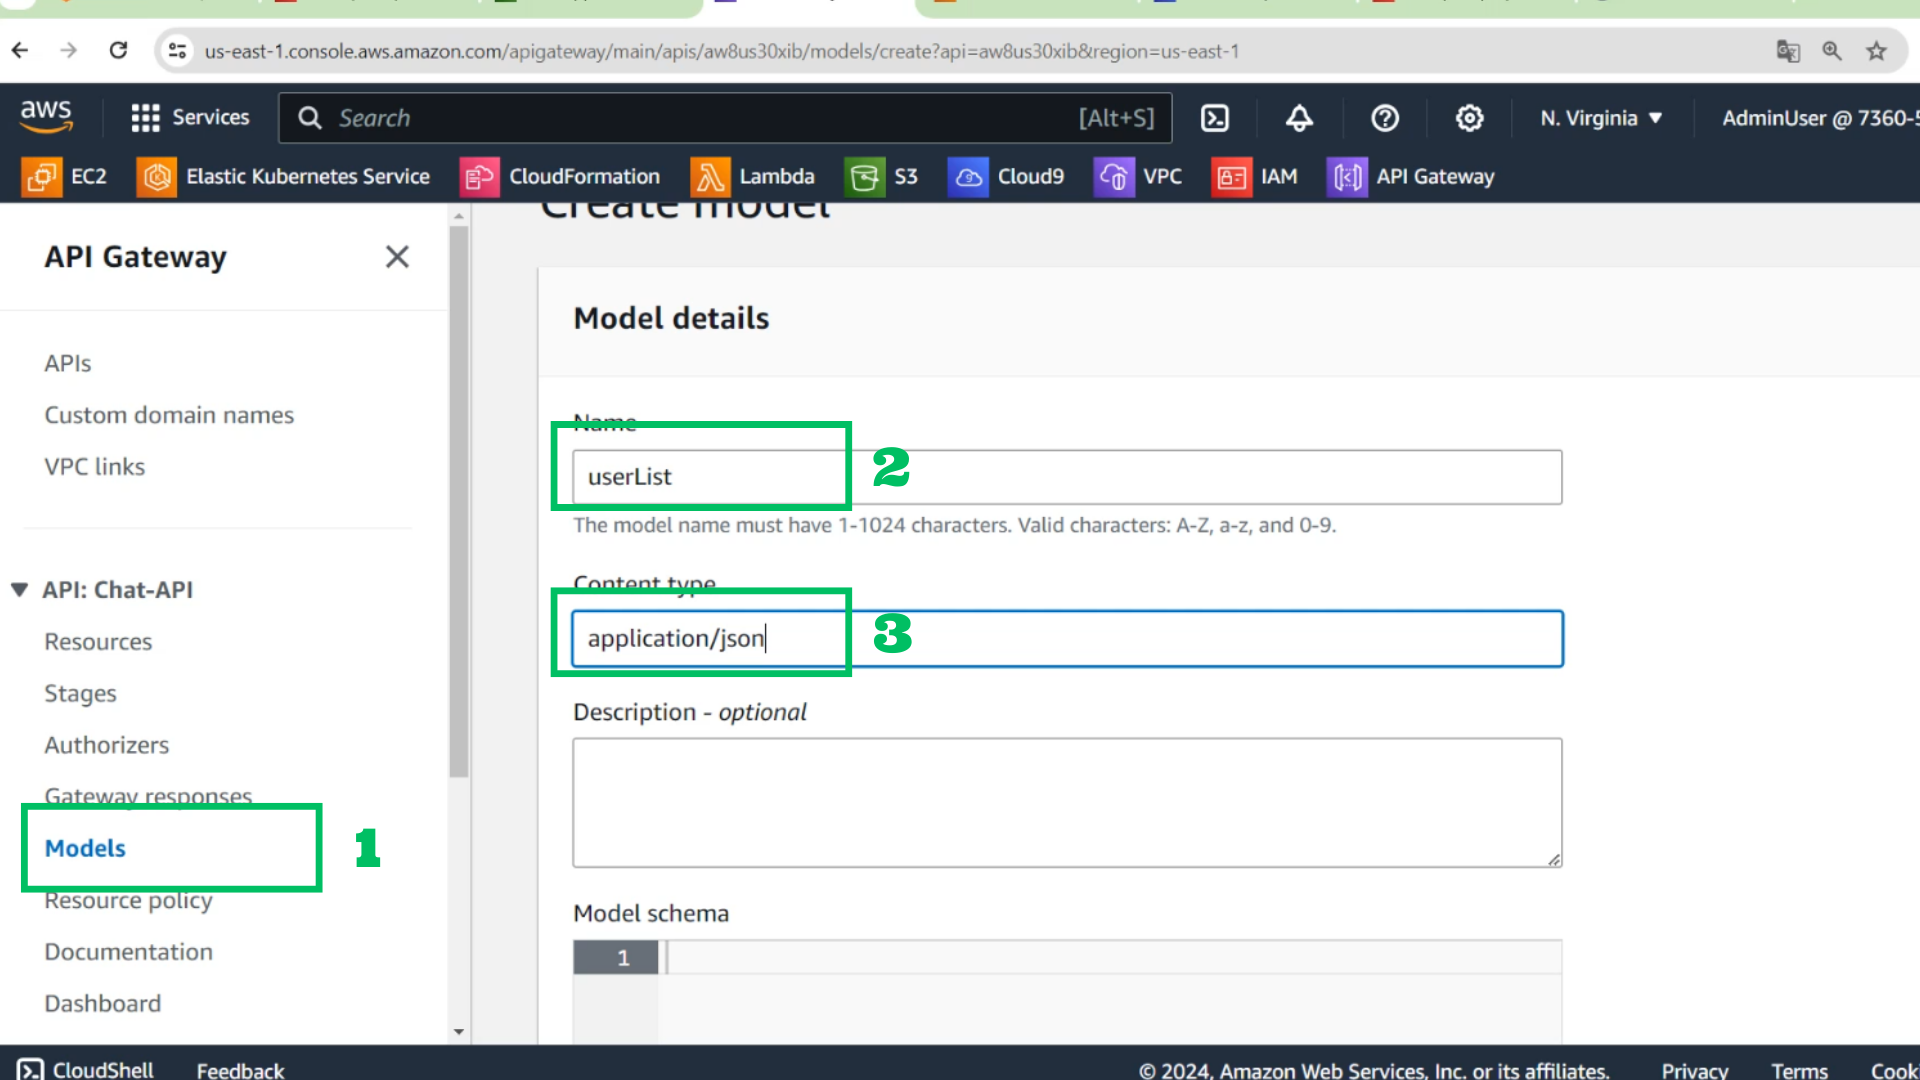 us-east-1.console.aws.amazon.com/apigateway/main/apis/aw8us30xib/models/create?api=aw8us30xib&region=us-east-1
aws Services Search [Alt+S] N. Virginia ▼ AdminUser @ 7360-5
EC2 Elastic Kubernetes Service CloudFormation Lambda S3 Cloud9 VPC IAM API Gateway
Create model
API Gateway
APIs
Custom domain names
VPC links
API: Chat-API
Resources
Stages
Authorizers
Gateway responses
Models 1
Resource policy
Documentation
Dashboard
Model details
Name
userList 2
The model name must have 1-1024 characters. Valid characters: A-Z, a-z, and 0-9.
Content type
application/json 3
Description - optional
Model schema
1
CloudShell Feedback © 2024, Amazon Web Services, Inc. or its affiliates. Privacy Terms Cook